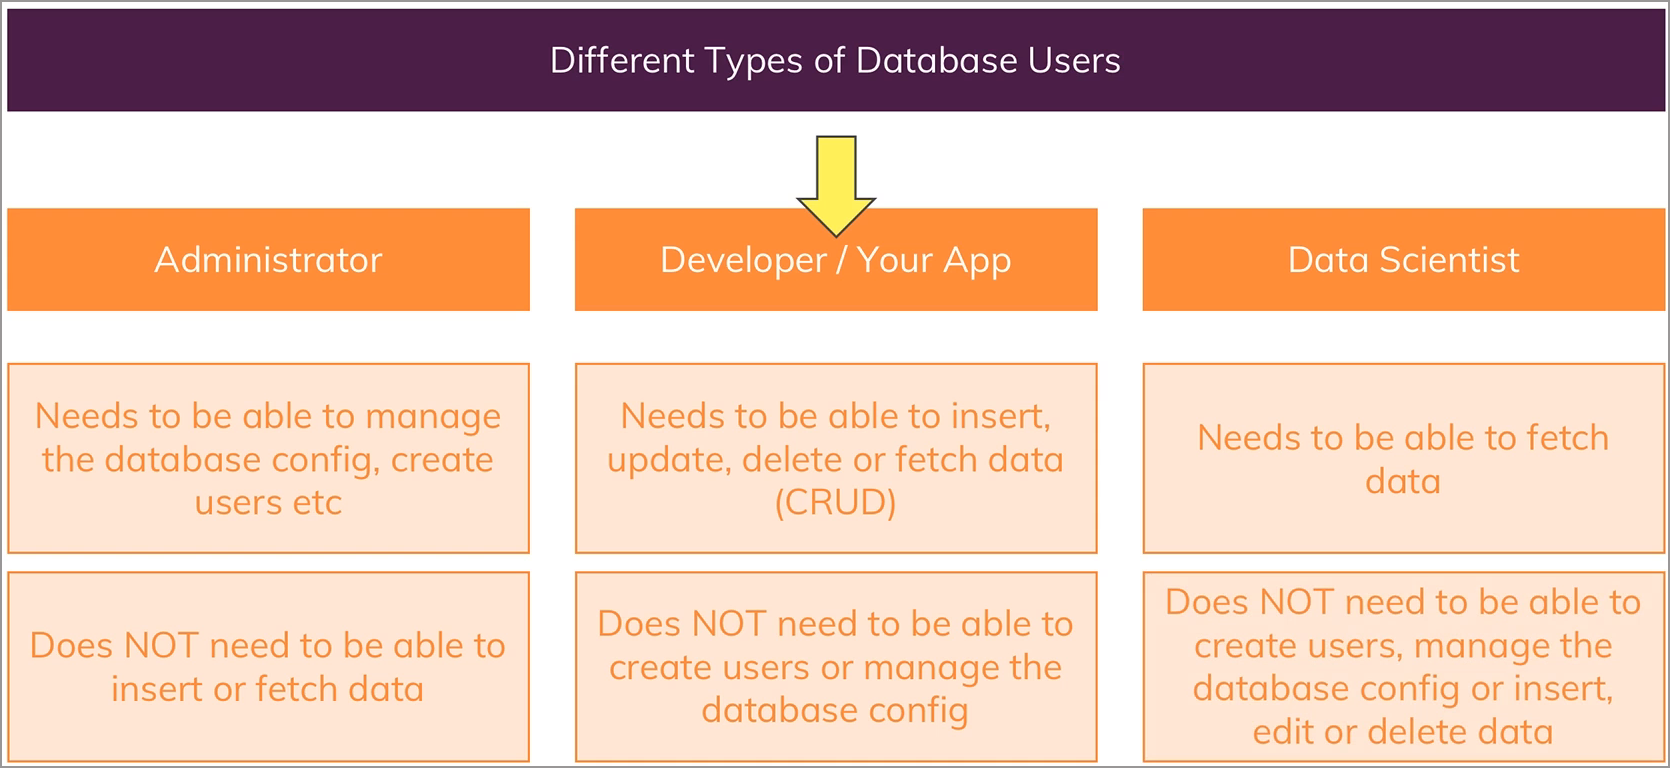 Different Types of Database Users
Administrator
Developer / Your App
Data Scientist
Needs to be able to manage
the database config, create
users etc
Needs to be able to insert,
update, delete or fetch data
(CRUD)
Needs to be able to fetch
data
Does NOT need to be able to
insert or fetch data
Does NOT need to be able to
create users or manage the
database config
Does NOT need to be able to
create users, manage the
database config or insert,
edit or delete data